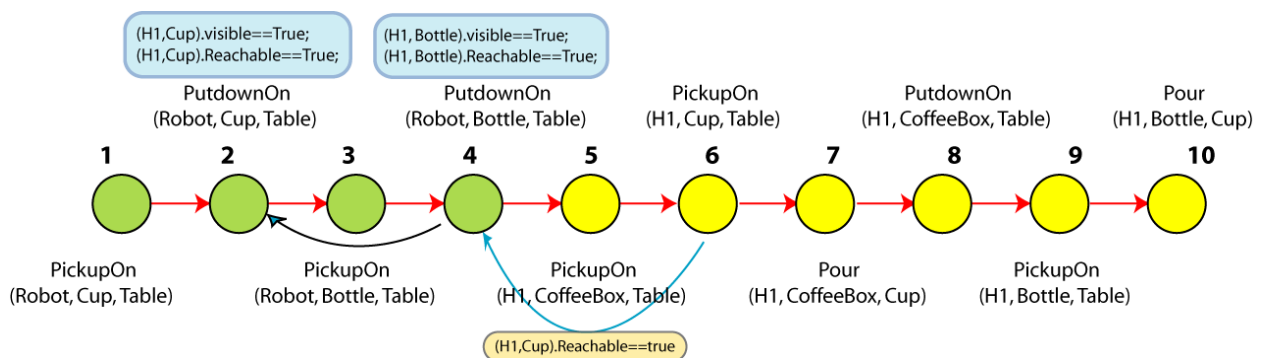 (H1,Cup).visible==True;
(H1,Cup).Reachable==True;
(H1,Bottle).visible==True;
(H1,Bottle).Reachable==True;
PutdownOn
(Robot,Cup,Table)
PutdownOn
(Robot,Bottle,Table)
PickupOn
(H1,Cup,Table)
PutdownOn
(H1,CoffeeBox,Table)
Pour
(H1,Bottle,Cup)
1 2 3 4 5 6 7 8 9 10
PickupOn
(Robot,Cup,Table)
PickupOn
(Robot,Bottle,Table)
PickupOn
(H1,CoffeeBox,Table)
Pour
(H1,CoffeeBox,Cup)
PickupOn
(H1,Bottle,Table)
(H1,Cup).Reachable==true